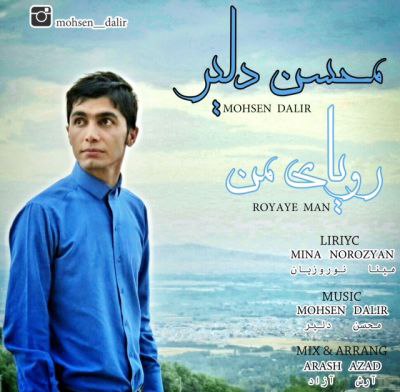 mohsen__dalir
محسن دلیر
MOHSEN DALIR
رویای من
ROYAYE MAN
LIRIYC
MINA NOROZYAN
مینا نوروزیان
MUSIC
MOHSEN DALIR
محسن دلیر
MIX & ARRANG
ARASH AZAD
آرش آزاد